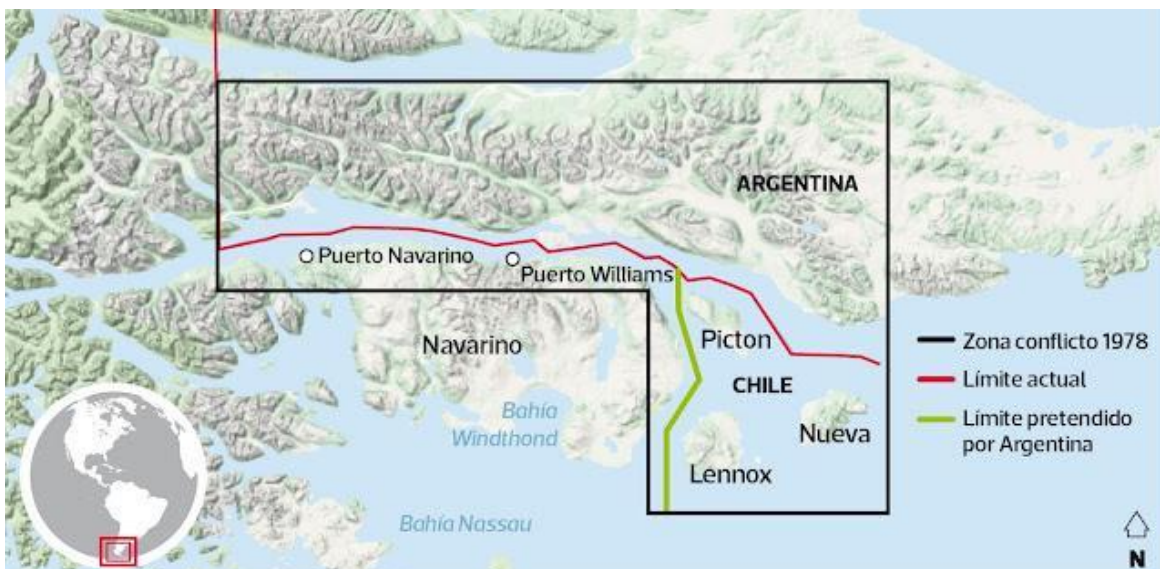 ARGENTINA
Puerto Navarino
Puerto Williams
Navarino
Picton
CHILE
Bahía
Windthond
Nueva
Lennox
Bahía Nassau
Zona conflicto 1978
Límite actual
Límite pretendido
por Argentina
N